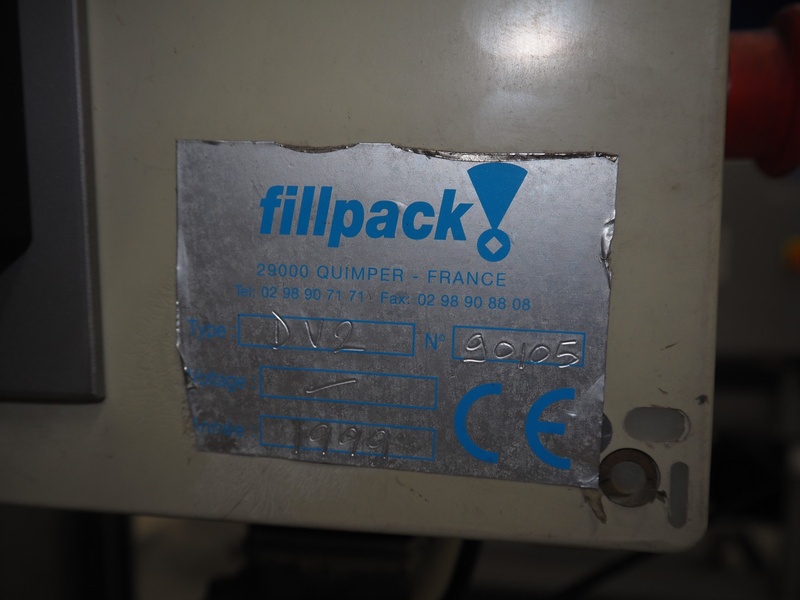 fillpack
29000 QUIMPER - FRANCE
Tel: 02 98 90 71 71 Fax: 02 98 90 88 08
Type DV2 N° 90105
Voltage —
Année 1999
CE